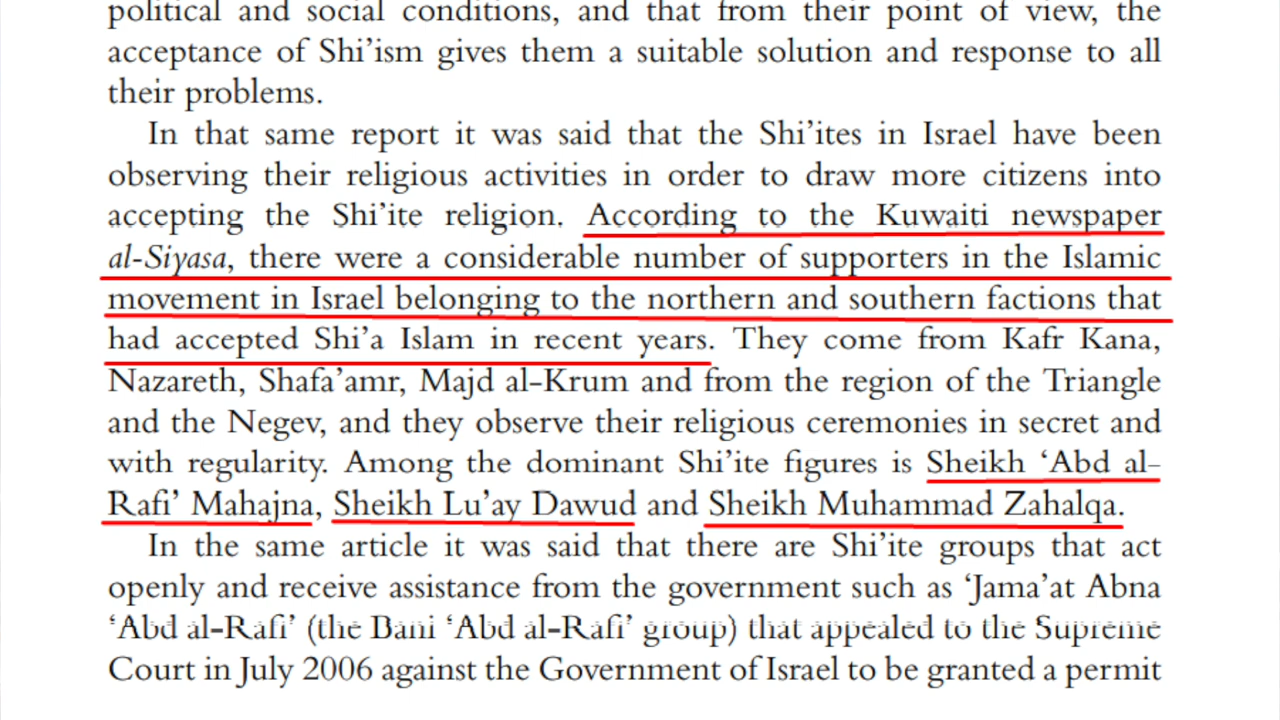 political and social conditions, and that from their point of view, the
acceptance of Shi’ism gives them a suitable solution and response to all
their problems.
In that same report it was said that the Shi’ites in Israel have been
observing their religious activities in order to draw more citizens into
accepting the Shi’ite religion. According to the Kuwaiti newspaper
al-Siyasa, there were a considerable number of supporters in the Islamic
movement in Israel belonging to the northern and southern factions that
had accepted Shi’a Islam in recent years. They come from Kafr Kana,
Nazareth, Shafa’amr, Majd al-Krum and from the region of the Triangle
and the Negev, and they observe their religious ceremonies in secret and
with regularity. Among the dominant Shi’ite figures is Sheikh ‘Abd al-
Rafi’ Mahajna, Sheikh Lu’ay Dawud and Sheikh Muhammad Zahalqa.
In the same article it was said that there are Shi’ite groups that act
openly and receive assistance from the government such as ‘Jama’at Abna
‘Abd al-Rafi’ (the Bani ‘Abd al-Rafi’ group) that appealed to the Supreme
Court in July 2006 against the Government of Israel to be granted a permit